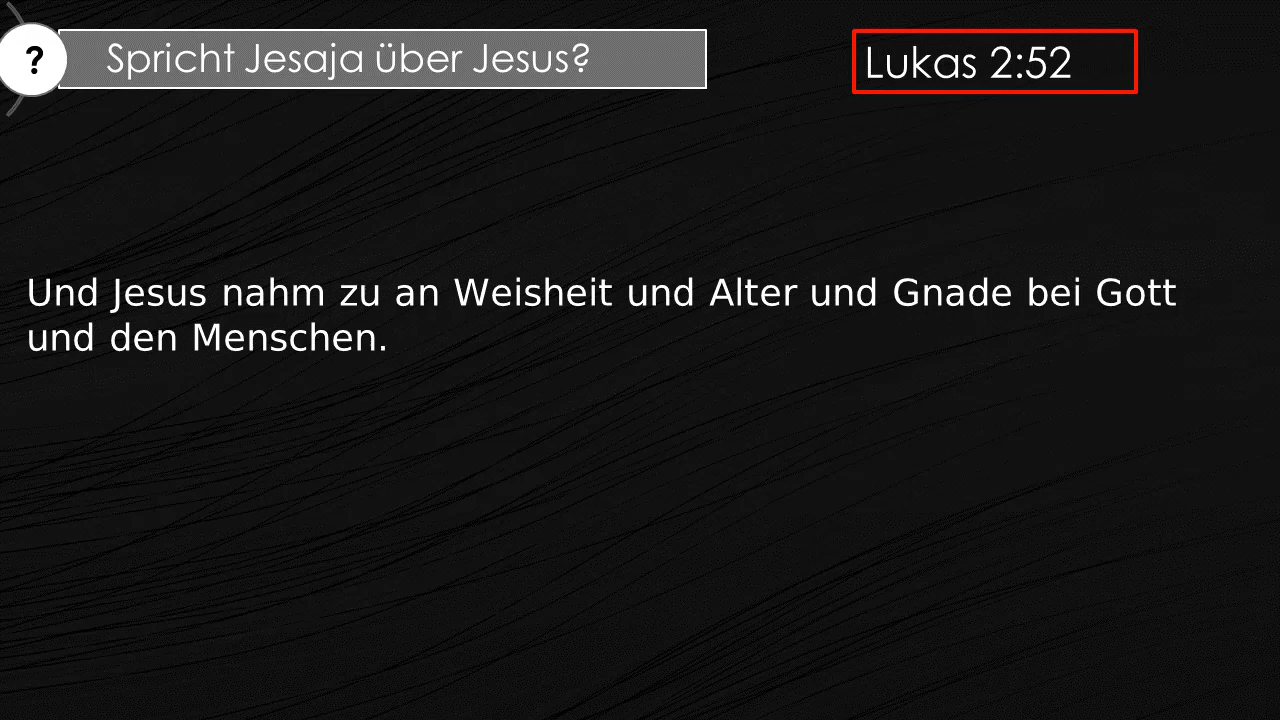 ? Spricht Jesaja über Jesus?
Lukas 2:52
Und Jesus nahm zu an Weisheit und Alter und Gnade bei Gott
und den Menschen.